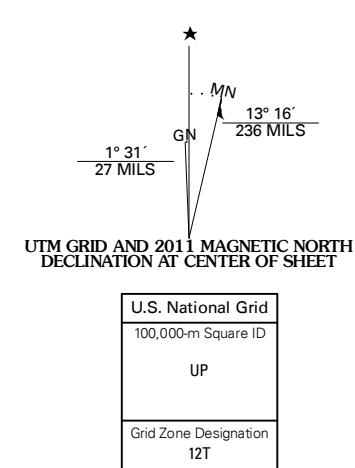 MN
13° 16´
236 MILS
GN
1° 31´
27 MILS
UTM GRID AND 2011 MAGNETIC NORTH
DECLINATION AT CENTER OF SHEET
U.S. National Grid
100,000-m Square ID
UP
Grid Zone Designation
12T